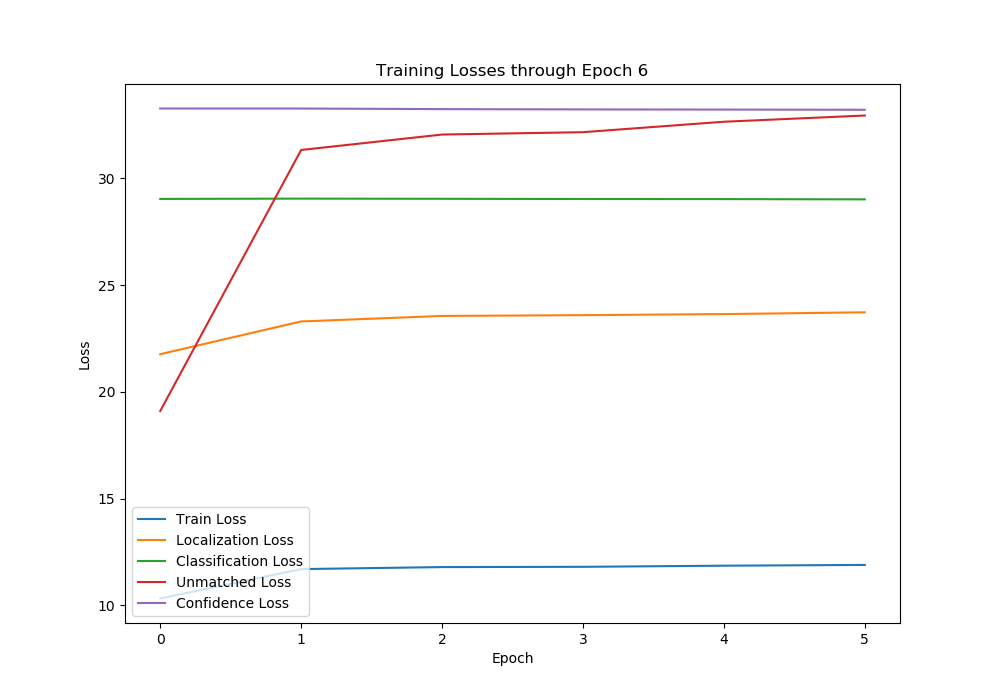 Training Losses through Epoch 6
Loss
30
25
20
15
10
Train Loss
Localization Loss
Classification Loss
Unmatched Loss
Confidence Loss
0 1 2 3 4 5
Epoch